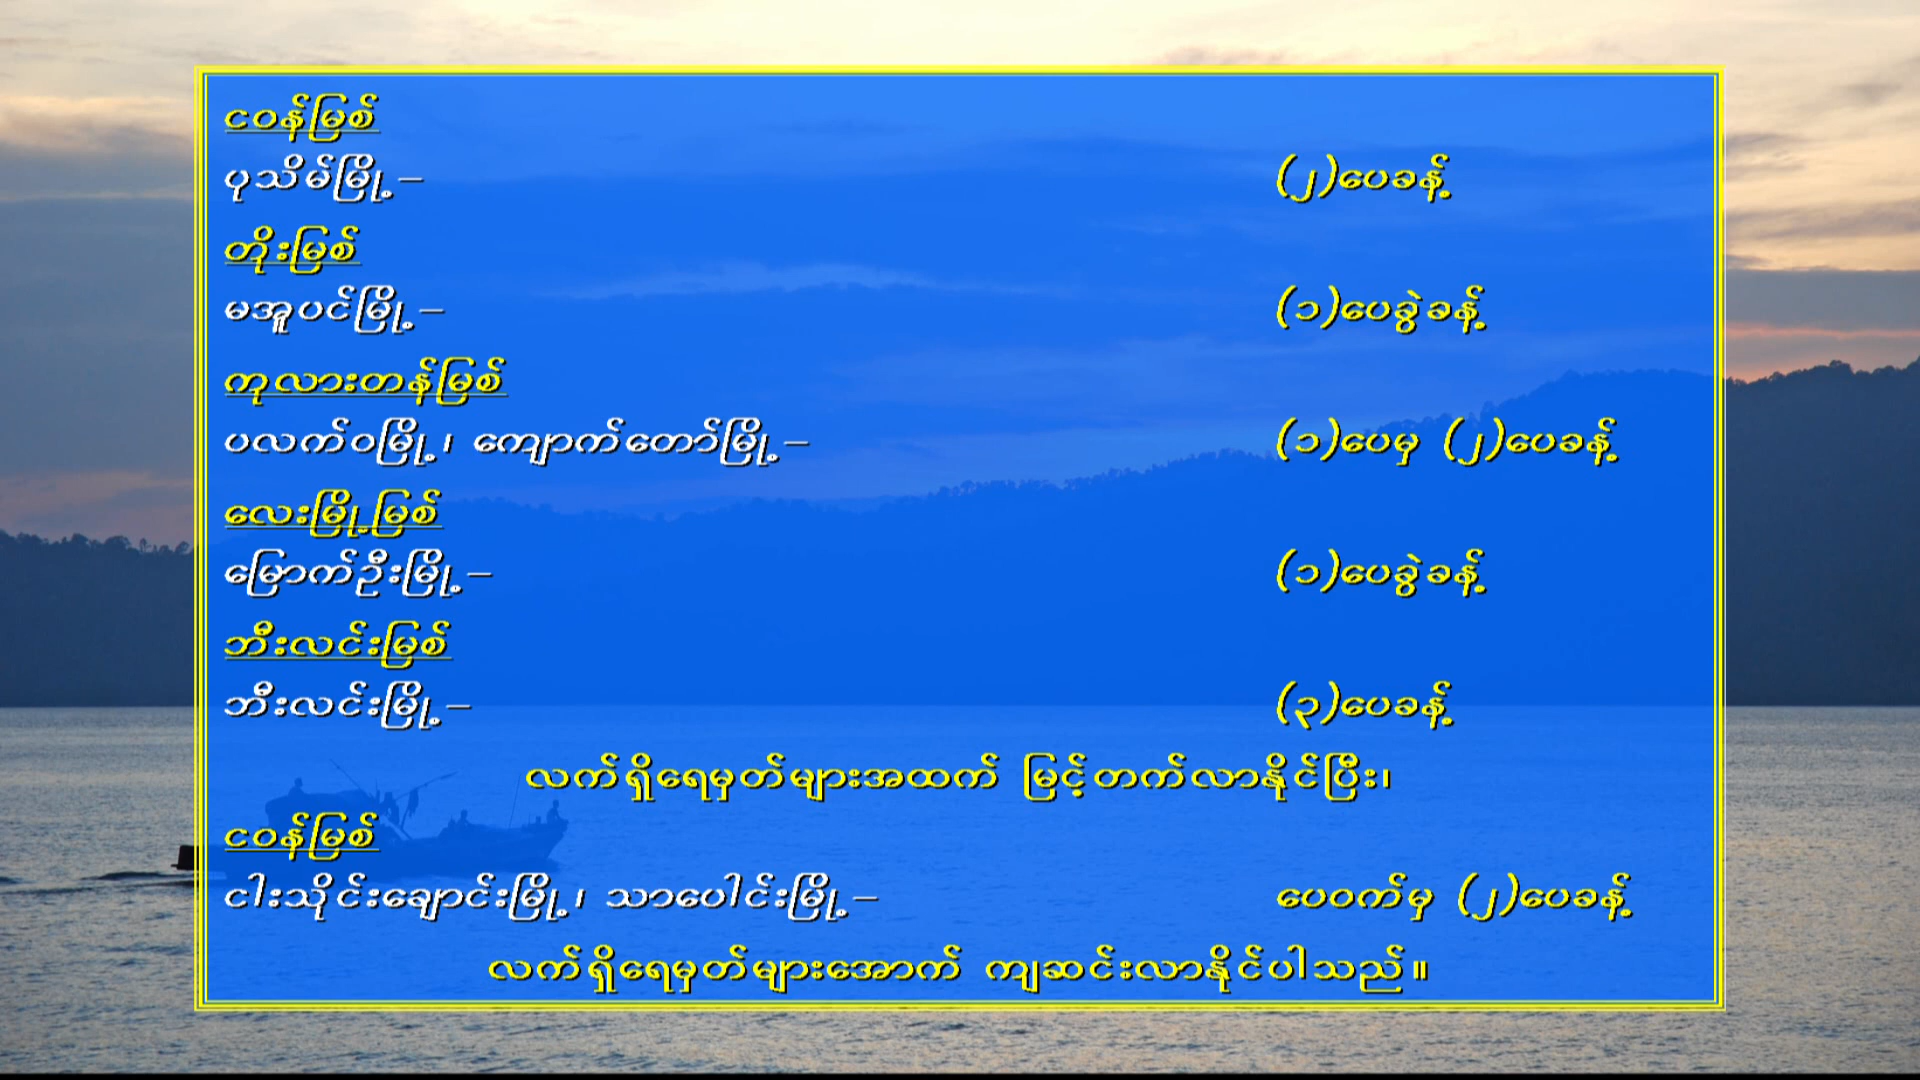 ငဝန်မြစ်
ပုသိမ်မြို့– (၂)ပေခန့်
တိုးမြစ်
မအူပင်မြို့– (၁)ပေခွဲခန့်
ကုလားတန်မြစ်
ပလက်ဝမြို့၊ ကျောက်တော်မြို့– (၁)ပေမှ (၂)ပေခန့်
လေးမြို့မြစ်
မြောက်ဦးမြို့– (၁)ပေခွဲခန့်
ဘီးလင်းမြစ်
ဘီးလင်းမြို့– (၃)ပေခန့်
လက်ရှိရေမှတ်များအထက် မြင့်တက်လာနိုင်ပြီး၊
ငဝန်မြစ်
ငါးသိုင်းချောင်းမြို့၊ သာပေါင်းမြို့– ပေဝက်မှ (၂)ပေခန့်
လက်ရှိရေမှတ်များအောက် ကျဆင်းလာနိုင်ပါသည်။